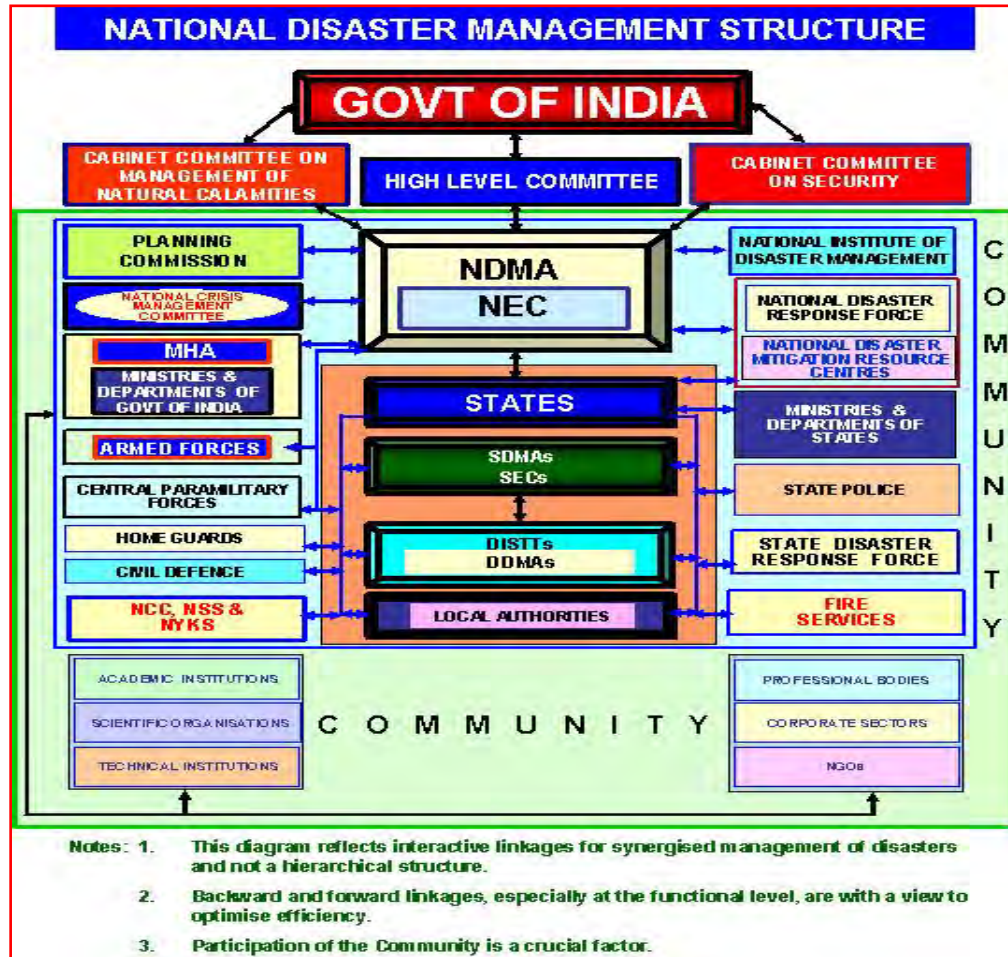 NATIONAL DISASTER MANAGEMENT STRUCTURE
GOVT OF INDIA
CABINET COMMITTEE ON
MANAGEMENT OF
NATURAL CALAMITIES
HIGH LEVEL COMMITTEE
CABINET COMMITTEE
ON SECURITY
PLANNING
COMMISSION
NATIONAL CRISIS
MANAGEMENT
COMMITTEE
MHA
MINISTRIES &
DEPARTMENTS OF
GOVT OF INDIA
ARMED FORCES
CENTRAL PARAMILITARY
FORCES
HOME GUARDS
CIVIL DEFENCE
NCC, NSS &
NYKS
NDMA
NEC
STATES
SDMAs
SECs
DISTTs
DDMAs
LOCAL AUTHORITIES
NATIONAL INSTITUTE OF
DISASTER MANAGEMENT
NATIONAL DISASTER
RESPONSE FORCE
NATIONAL DISASTER
MITIGATION RESOURCE
CENTRES
MINISTRIES &
DEPARTMENTS OF
STATES
STATE POLICE
STATE DISASTER
RESPONSE FORCE
FIRE
SERVICES
COMMUNITY
ACADEMIC INSTITUTIONS
SCIENTIFIC ORGANISATIONS
TECHNICAL INSTITUTIONS
COMMUNITY
PROFESSIONAL BODIES
CORPORATE SECTORS
NGOs
Notes: 1. This diagram reflects interactive linkages for synergised management of disasters
and not a hierarchical structure.
2. Backward and forward linkages, especially at the functional level, are with a view to
optimise efficiency.
3. Participation of the Community is a crucial factor.